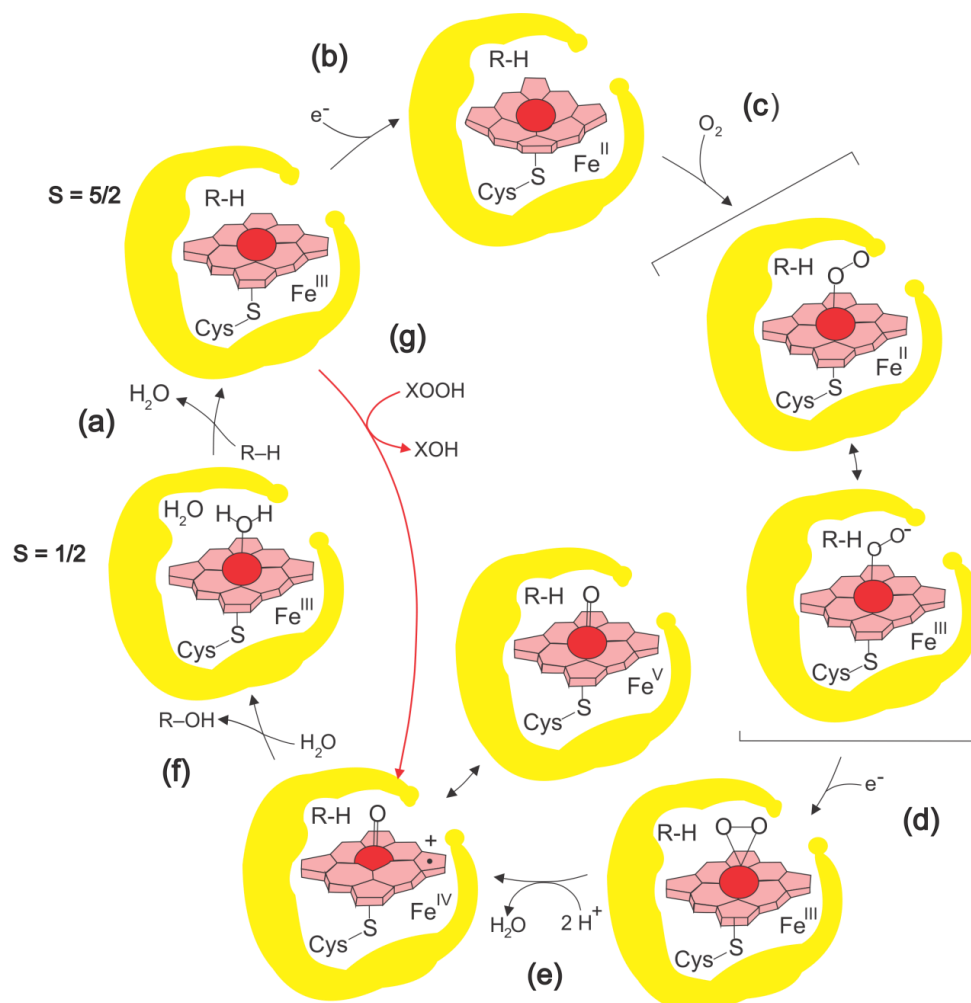 (b)
R-H
(c)
e⁻
O₂
Feᴵᴵ
S
Cys
S = 5/2
R-H
O
O
R-H
Feᴵᴵᴵ
S
Cys
(g)
Feᴵᴵ
S
Cys
H₂O
XOOH
(a)
R–H
XOH
H₂O
H
H
O
O
O⁻
R-H
S = 1/2
O
R-H
Feᴵᴵᴵ
Feᴵᴵᴵ
S
Cys
Feⱽ
S
Cys
S
Cys
R–OH
H₂O
(f)
e⁻
(d)
R-H
O
+
•
R-H
O
O
Feᴵⱽ
Feᴵᴵᴵ
S
Cys
H₂O
2 H⁺
S
Cys
(e)